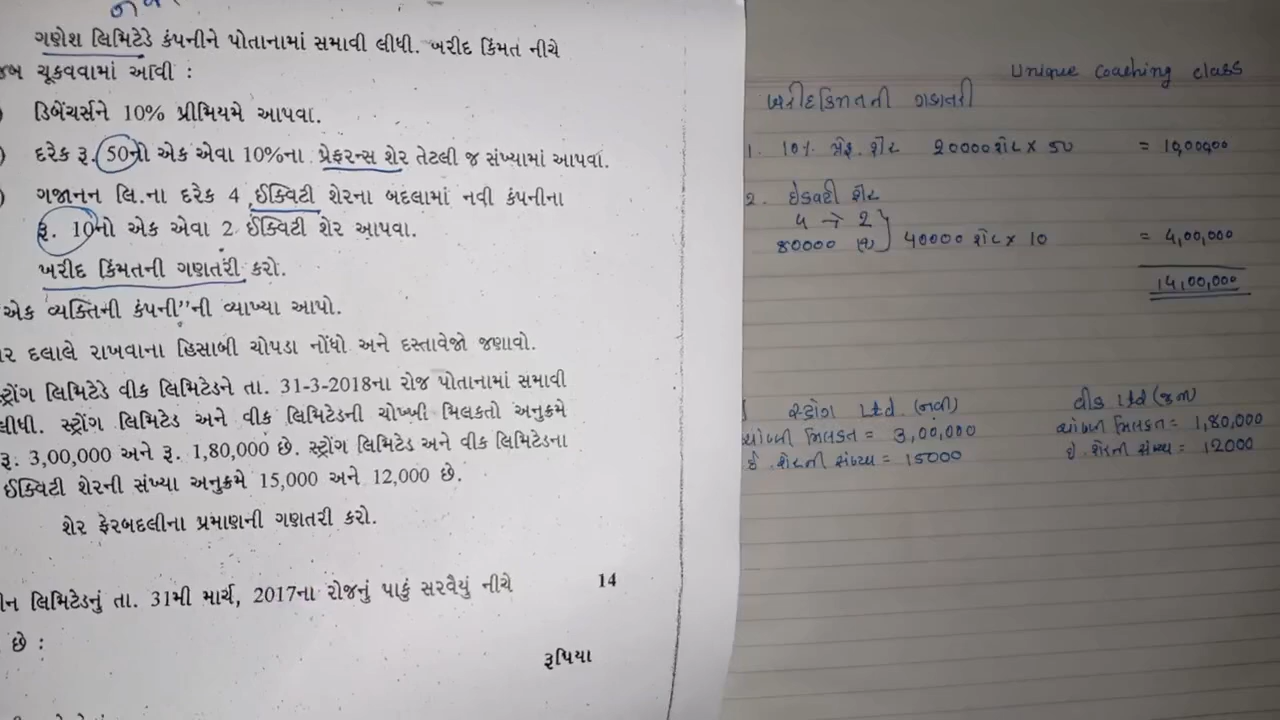 ગણેશ લિમિટેડે કંપનીને પોતાનામાં સમાવી લીધી. ખરીદ કિંમત નીચે
ચૂકવવામાં આવી :
ડિબેંચર્સને 10% પ્રીમિયમે આપવા.
દરેક રૂ. 50નો એક એવા 10%ના પ્રેફરન્સ શેર તેટલી જ સંખ્યામાં આપવા.
ગજાનન લિ.ના દરેક 4 ઈક્વિટી શેરના બદલામાં નવી કંપનીના
રૂ. 10નો એક એવા 2 ઈક્વિટી શેર આપવા.
ખરીદ કિંમતની ગણતરી કરો.
એક વ્યક્તિની કંપની"ની વ્યાખ્યા આપો.
દલાલે રાખવાના હિસાબી ચોપડા નોંધો અને દસ્તાવેજો જણાવો.
સ્ટ્રોંગ લિમિટેડે વીક લિમિટેડને તા. 31-3-2018ના રોજ પોતાનામાં સમાવી
લીધી. સ્ટ્રોંગ લિમિટેડ અને વીક લિમિટેડની ચોખ્ખી મિલકતો અનુક્રમે
રૂ. 3,00,000 અને રૂ. 1,80,000 છે. સ્ટ્રોંગ લિમિટેડ અને વીક લિમિટેડના
ઈક્વિટી શેરની સંખ્યા અનુક્રમે 15,000 અને 12,000 છે.
શેર ફેરબદલીના પ્રમાણની ગણતરી કરો.
14
લિમિટેડનું તા. 31મી માર્ચ, 2017ના રોજનું પાકું સરવૈયું નીચે
છે :
રૂપિયા
Unique coaching class
ખરીદકિંમતની ગણતરી
1. 10% પ્રેફ. શેર 20000 શેર x 50 = 10,00,000
2. ઈક્વિટી શેર
4 → 2
80000 (?) 40000 શેર x 10 = 4,00,000
14,00,000
સ્ટ્રોંગ Ltd. (નવી) વીક Ltd (જુની)
ચોખ્ખી મિલકત = 3,00,000 ચોખ્ખી મિલકત = 1,80,000
ઈ. શેરની સંખ્યા = 15000 ઈ. શેરની સંખ્યા = 12000